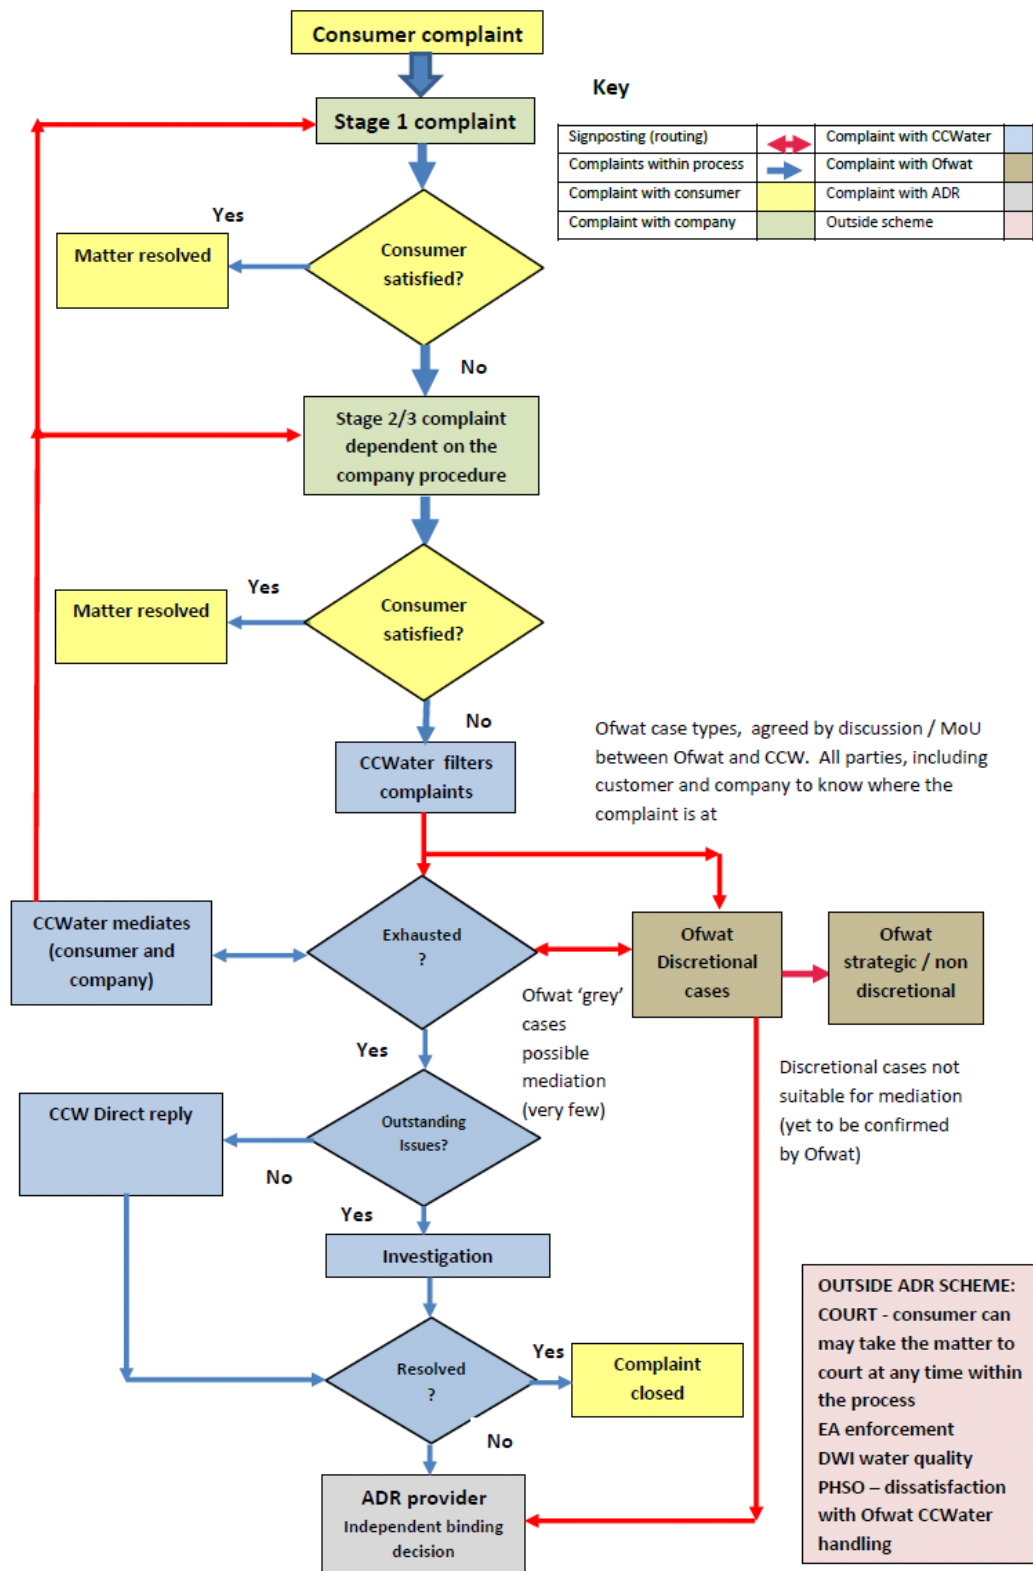 Consumer complaint
Key
Stage 1 complaint
Signposting (routing)
Complaint with CCWater
Complaints within process
Complaint with Ofwat
Complaint with consumer
Complaint with ADR
Complaint with company
Outside scheme
Yes
Matter resolved
Consumer
satisfied?
No
Stage 2/3 complaint
dependent on the
company procedure
Yes
Matter resolved
Consumer
satisfied?
No
CCWater filters
complaints
Ofwat case types, agreed by discussion / MoU
between Ofwat and CCW. All parties, including
customer and company to know where the
complaint is at
CCWater mediates
(consumer and
company)
Exhausted
?
Ofwat
Discretional
cases
Ofwat
strategic / non
discretional
Ofwat 'grey'
cases
possible
mediation
(very few)
Yes
Discretional cases not
suitable for mediation
(yet to be confirmed
by Ofwat)
CCW Direct reply
Outstanding
Issues?
No
Yes
Investigation
Resolved
?
Yes
Complaint
closed
No
ADR provider
Independent binding
decision
OUTSIDE ADR SCHEME:
COURT - consumer can
may take the matter to
court at any time within
the process
EA enforcement
DWI water quality
PHSO – dissatisfaction
with Ofwat CCWater
handling